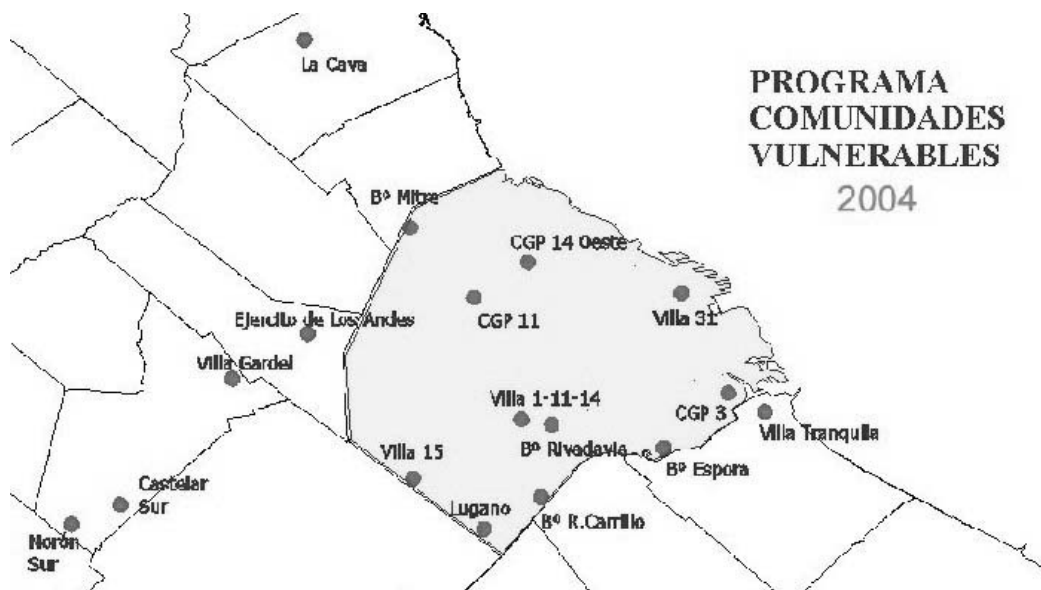 La Cava
PROGRAMA
COMUNIDADES
VULNERABLES
2004
Bº Mitre
CGP 14 Oeste
CGP 11
Villa 31
Ejercito de Los Andes
Villa Gardel
Villa 1-11-14
CGP 3
Villa Tranquila
Bº Rivadavia
Bº Espora
Villa 15
Castelar
Sur
Lugano
Bº R.Carrillo
Noron
Sur